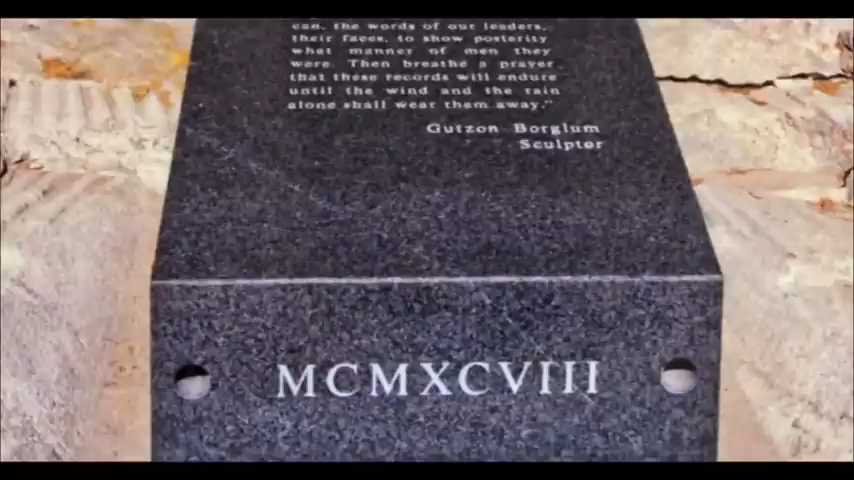 can, the words of our leaders,
their faces, to show posterity
what manner of men they
were. Then breathe a prayer
that these records will endure
until the wind and the rain
alone shall wear them away."
Gutzon Borglum
Sculptor
MCMXCVIII